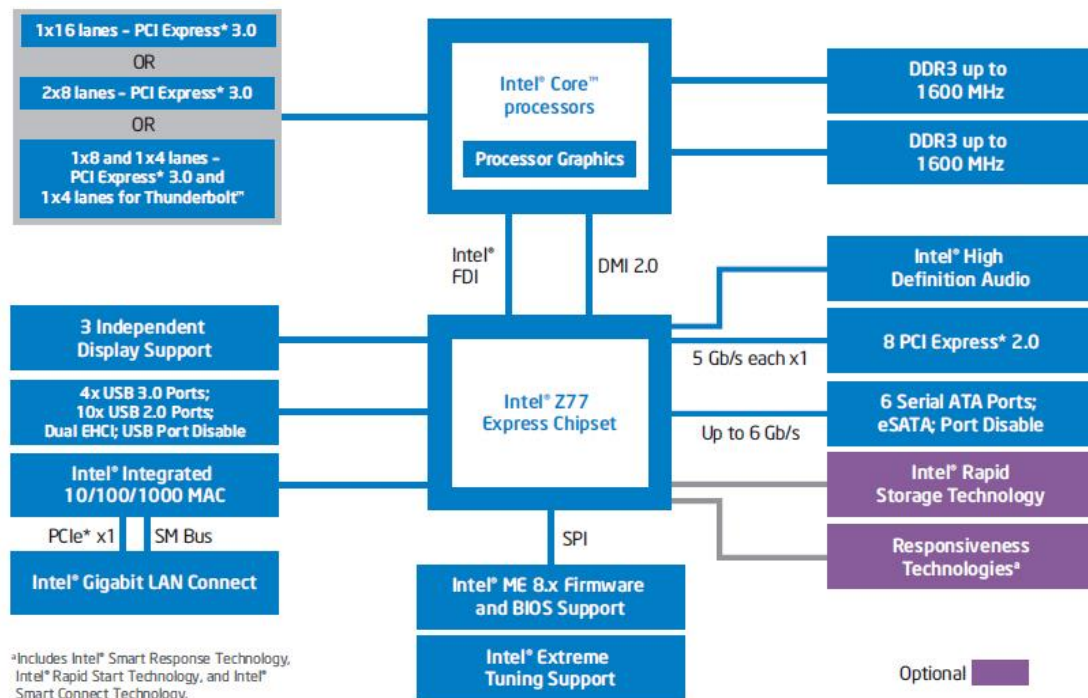 1x16 lanes – PCI Express* 3.0
OR
2x8 lanes – PCI Express* 3.0
OR
1x8 and 1x4 lanes –
PCI Express* 3.0 and
1x4 lanes for Thunderbolt™
Intel® Core™
processors
Processor Graphics
DDR3 up to
1600 MHz
DDR3 up to
1600 MHz
Intel®
FDI
DMI 2.0
3 Independent
Display Support
4x USB 3.0 Ports;
10x USB 2.0 Ports;
Dual EHCI; USB Port Disable
Intel® Integrated
10/100/1000 MAC
PCIe* x1
SM Bus
Intel® Gigabit LAN Connect
Intel® Z77
Express Chipset
Intel® High
Definition Audio
5 Gb/s each x1
8 PCI Express* 2.0
Up to 6 Gb/s
6 Serial ATA Ports;
eSATA; Port Disable
Intel® Rapid
Storage Technology
Responsiveness
Technologiesᵃ
SPI
Intel® ME 8.x Firmware
and BIOS Support
Intel® Extreme
Tuning Support
ᵃIncludes Intel® Smart Response Technology,
Intel® Rapid Start Technology, and Intel®
Smart Connect Technology.
Optional